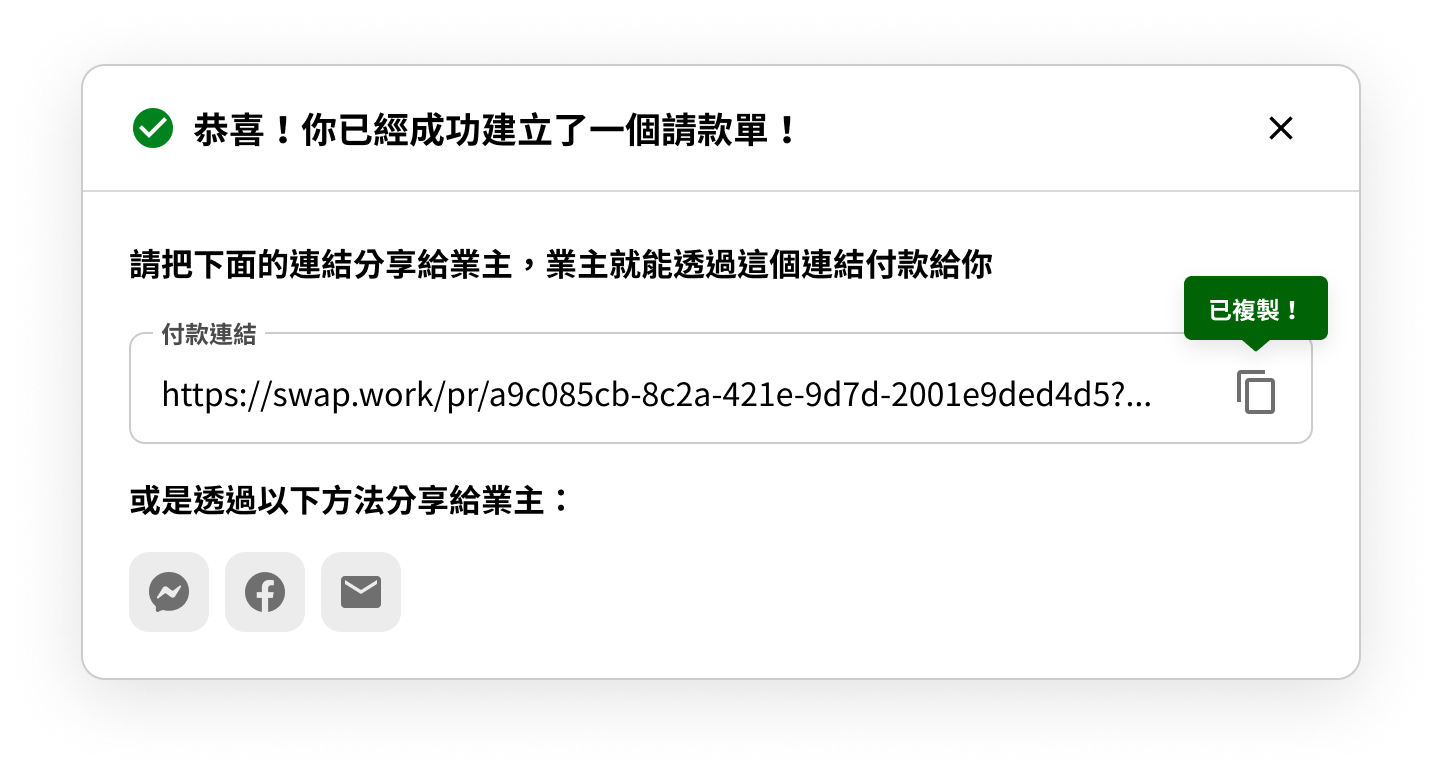 恭喜！你已經成功建立了一個請款單！
請把下面的連結分享給業主，業主就能透過這個連結付款給你
已複製！
付款連結
https://swap.work/pr/a9c085cb-8c2a-421e-9d7d-2001e9ded4d5?...
或是透過以下方法分享給業主：